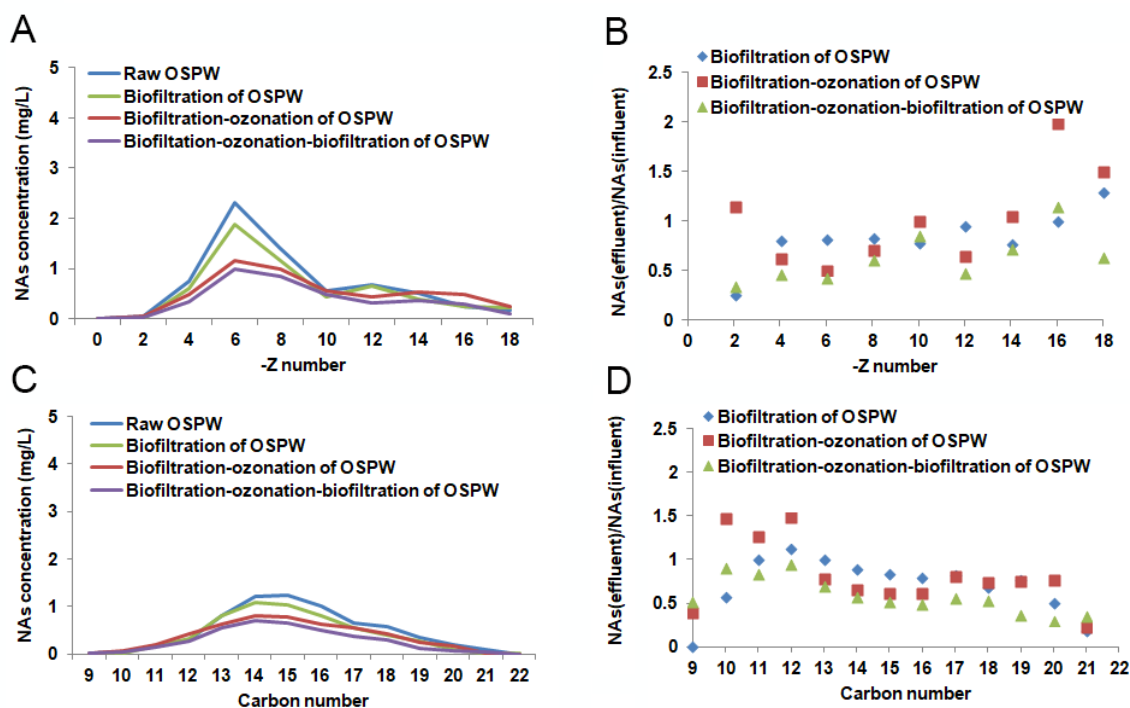 A
Raw OSPW
Biofiltration of OSPW
Biofiltration-ozonation of OSPW
Biofiltation-ozonation-biofiltration of OSPW
NAs concentration (mg/L)
5
4
3
2
1
0
0 2 4 6 8 10 12 14 16 18
-Z number
B
Biofiltration of OSPW
Biofiltration-ozonation of OSPW
Biofiltration-ozonation-biofiltration of OSPW
NAs(effluent)/NAs(influent)
2.5
2
1.5
1
0.5
0
2 4 6 8 10 12 14 16 18
-Z number
C
Raw OSPW
Biofiltration of OSPW
Biofiltration-ozonation of OSPW
Biofiltration-ozonation-biofiltration of OSPW
NAs concentration (mg/L)
5
4
3
2
1
0
9 10 11 12 13 14 15 16 17 18 19 20 21 22
Carbon number
D
Biofiltration of OSPW
Biofiltration-ozonation of OSPW
Biofiltration-ozonation-biofiltration of OSPW
NAs(effluent)/NAs(influent)
2.5
2
1.5
1
0.5
0
9 10 11 12 13 14 15 16 17 18 19 20 21 22
Carbon number